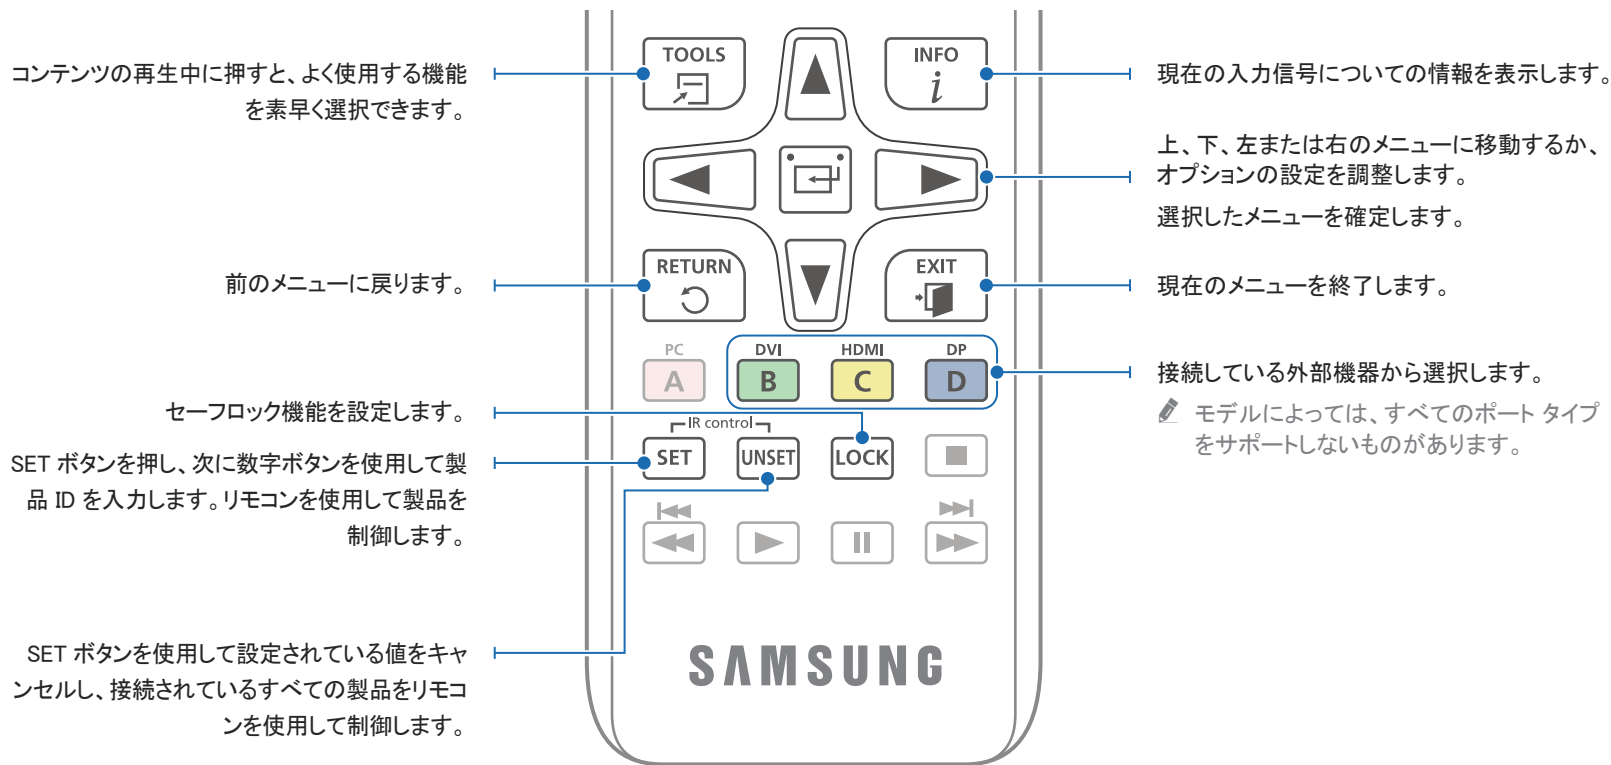 コンテンツの再生中に押すと、よく使用する機能
を素早く選択できます。
前のメニューに戻ります。
セーフロック機能を設定します。
SET ボタンを押し、次に数字ボタンを使用して製
品 ID を入力します。リモコンを使用して製品を
制御します。
SET ボタンを使用して設定されている値をキャ
ンセルし、接続されているすべての製品をリモコ
ンを使用して制御します。
TOOLS
INFO
i
RETURN
EXIT
PC
DVI
HDMI
DP
A
B
C
D
IR control
SET
UNSET
LOCK
SAMSUNG
現在の入力信号についての情報を表示します。
上、下、左または右のメニューに移動するか、
オプションの設定を調整します。
選択したメニューを確定します。
現在のメニューを終了します。
接続している外部機器から選択します。
モデルによっては、すべてのポート タイプ
をサポートしないものがあります。